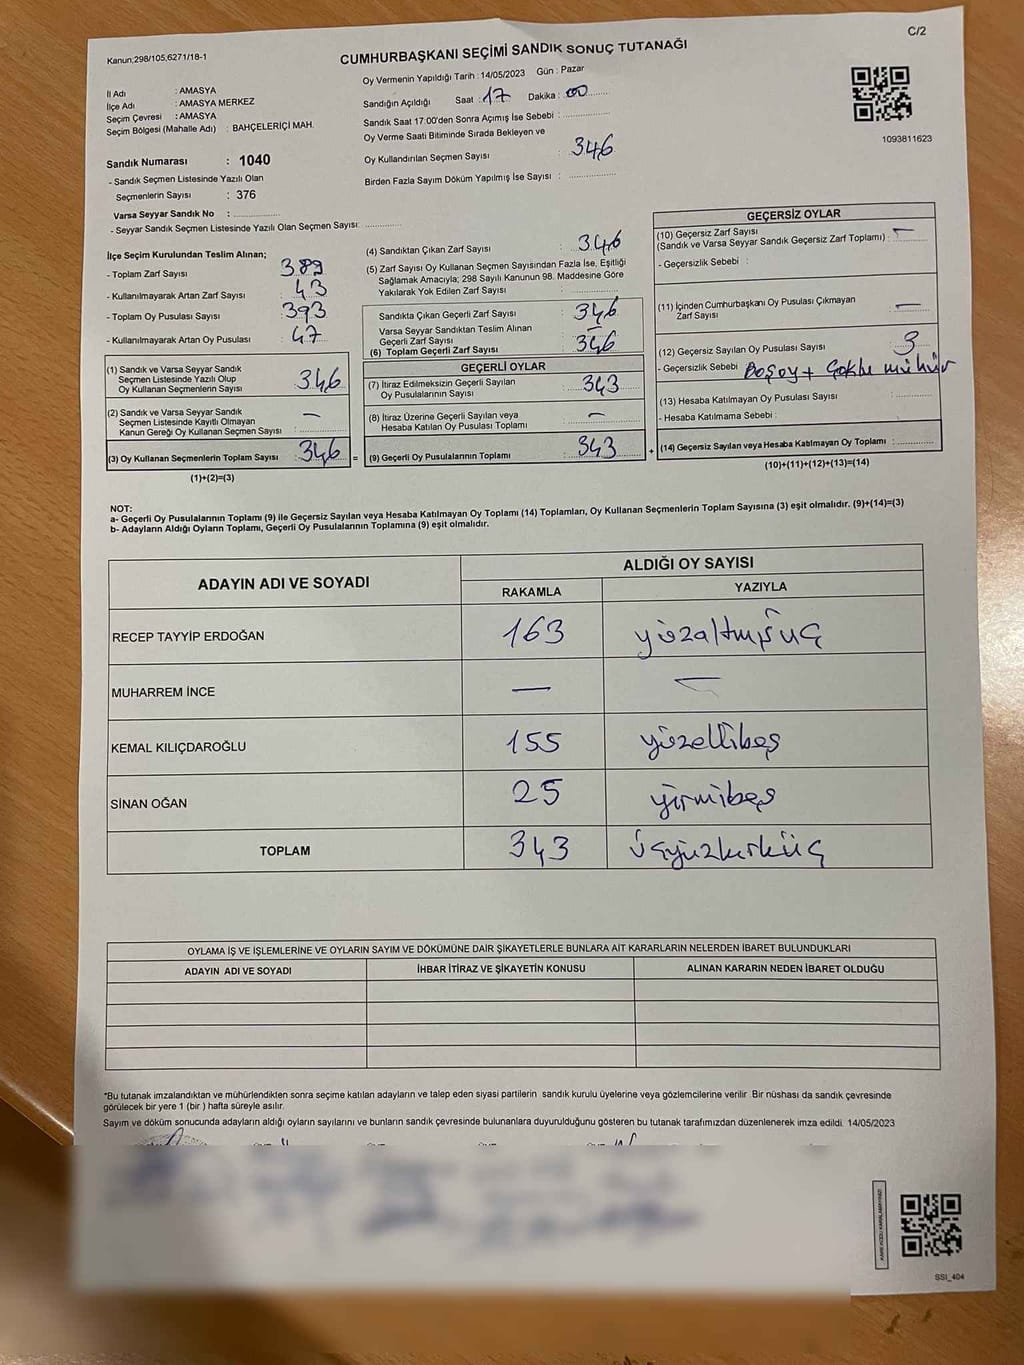 C/2
Kanun:298/105,6271/18-1
CUMHURBAŞKANI SEÇİMİ SANDIK SONUÇ TUTANAĞI
Oy Vermenin Yapıldığı Tarih : 14/05/2023 Gün : Pazar
İl Adı : AMASYA
İlçe Adı : AMASYA MERKEZ
Seçim Çevresi : AMASYA
Seçim Bölgesi (Mahalle Adı) : BAHÇELERİÇİ MAH.
Sandığın Açıldığı Saat : 17 Dakika : 00
Sandık Saat 17.00'den Sonra Açımış İse Sebebi :
Oy Verme Saati Bitiminde Sırada Bekleyen ve
Oy Kullandırılan Seçmen Sayısı : 346
Birden Fazla Sayım Döküm Yapılmış İse Sayısı :
1093811623
Sandık Numarası : 1040
- Sandık Seçmen Listesinde Yazılı Olan
Seçmenlerin Sayısı : 376
Varsa Seyyar Sandık No :
- Seyyar Sandık Seçmen Listesinde Yazılı Olan Seçmen Sayısı:
İlçe Seçim Kurulundan Teslim Alınan;
- Toplam Zarf Sayısı : 389
- Kullanılmayarak Artan Zarf Sayısı : 43
- Toplam Oy Pusulası Sayısı : 393
- Kullanılmayarak Artan Oy Pusulası : 47
(1) Sandık ve Varsa Seyyar Sandık
Seçmen Listesinde Yazılı Olup
Oy Kullanan Seçmenlerin Sayısı : 346
(2) Sandık ve Varsa Seyyar Sandık
Seçmen Listesinde Kayıtlı Olmayan
Kanun Gereği Oy Kullanan Seçmen Sayısı : —
(3) Oy Kullanan Seçmenlerin Toplam Sayısı : 346 =
(1)+(2)=(3)
(4) Sandıktan Çıkan Zarf Sayısı : 346
(5) Zarf Sayısı Oy Kullanan Seçmen Sayısından Fazla İse, Eşitliği
Sağlamak Amacıyla; 298 Sayılı Kanunun 98. Maddesine Göre
Yakılarak Yok Edilen Zarf Sayısı :
Sandıkta Çıkan Geçerli Zarf Sayısı : 346
Varsa Seyyar Sandıktan Teslim Alınan
Geçerli Zarf Sayısı : —
(6) Toplam Geçerli Zarf Sayısı : 346
GEÇERLİ OYLAR
(7) İtiraz Edilmeksizin Geçerli Sayılan
Oy Pusulalarının Sayısı : 343
(8) İtiraz Üzerine Geçerli Sayılan veya
Hesaba Katılan Oy Pusulası Toplamı : —
(9) Geçerli Oy Pusulalarının Toplamı : 343 +
GEÇERSİZ OYLAR
(10) Geçersiz Zarf Sayısı
(Sandık ve Varsa Seyyar Sandık Geçersiz Zarf Toplamı) : —
- Geçersizlik Sebebi :
(11) İçinden Cumhurbaşkanı Oy Pusulası Çıkmayan
Zarf Sayısı : —
(12) Geçersiz Sayılan Oy Pusulası Sayısı : 3
- Geçersizlik Sebebi Boşoy + Çoklu mühür
(13) Hesaba Katılmayan Oy Pusulası Sayısı :
- Hesaba Katılmama Sebebi :
(14) Geçersiz Sayılan veya Hesaba Katılmayan Oy Toplamı :
(10)+(11)+(12)+(13)=(14)
NOT:
a- Geçerli Oy Pusulalarının Toplamı (9) ile Geçersiz Sayılan veya Hesaba Katılmayan Oy Toplamı (14) Toplamları, Oy Kullanan Seçmenlerin Toplam Sayısına (3) eşit olmalıdır. (9)+(14)=(3)
b- Adayların Aldığı Oyların Toplamı, Geçerli Oy Pusulalarının Toplamına (9) eşit olmalıdır.
ADAYIN ADI VE SOYADI
ALDIĞI OY SAYISI
RAKAMLA YAZIYLA
RECEP TAYYİP ERDOĞAN 163 yüzaltmışüç
MUHARREM İNCE — —
KEMAL KILIÇDAROĞLU 155 yüzellibeş
SİNAN OĞAN 25 yirmibeş
TOPLAM 343 üçyüzkırküç
OYLAMA İŞ VE İŞLEMLERİNE VE OYLARIN SAYIM VE DÖKÜMÜNE DAİR ŞİKAYETLERLE BUNLARA AİT KARARLARIN NELERDEN İBARET BULUNDUKLARI
ADAYIN ADI VE SOYADI İHBAR İTİRAZ VE ŞİKAYETİN KONUSU ALINAN KARARIN NEDEN İBARET OLDUĞU
*Bu tutanak imzalandıktan ve mühürlendikten sonra seçime katılan adayların ve talep eden siyasi partilerin sandık kurulu üyelerine veya gözlemcilerine verilir. Bir nüshası da sandık çevresinde
görülecek bir yere 1 (bir ) hafta süreyle asılır.
Sayım ve döküm sonucunda adayların aldığı oyların sayılarını ve bunların sandık çevresinde bulunanlara duyurulduğunu gösteren bu tutanak tarafımızdan düzenlenerek imza edildi. 14/05/2023
SSI_404